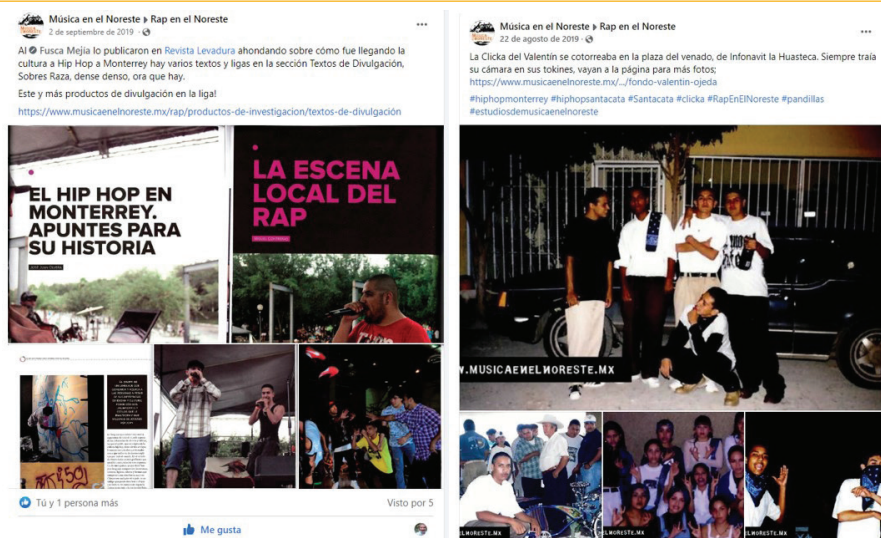 Música en el Noreste ▸ Rap en el Noreste
2 de septiembre de 2019 ·
Al Fusca Mejía lo publicaron en Revista Levadura ahondando sobre cómo fue llegando la
cultura a Hip Hop a Monterrey hay varios textos y ligas en la sección Textos de Divulgación,
Sobres Raza, dense denso, ora que hay.
Este y más productos de divulgación en la liga!
https://www.musicaenelnoreste.mx/rap/productos-de-investigacion/textos-de-divulgación
EL HIP HOP EN
MONTERREY.
APUNTES PARA
SU HISTORIA
LA ESCENA
LOCAL DEL
RAP
Tú y 1 persona más
Visto por 5
Me gusta
Música en el Noreste ▸ Rap en el Noreste
22 de agosto de 2019 ·
La Clicka del Valentín se cotorreaba en la plaza del venado, de Infonavit la Huasteca. Siempre traía
su cámara en sus tokines, vayan a la página para más fotos;
https://www.musicaenelnoreste.mx/.../fondo-valentin-ojeda
#hiphopmonterrey #hiphopsantacata #Santacata #clicka #RapEnElNoreste #pandillas
#estudiosdemusicaenelnoreste
.MUSICAENELNORESTE.MX
ELNORESTE.MX
ELNORESTE.MX
ELNORESTE.MX